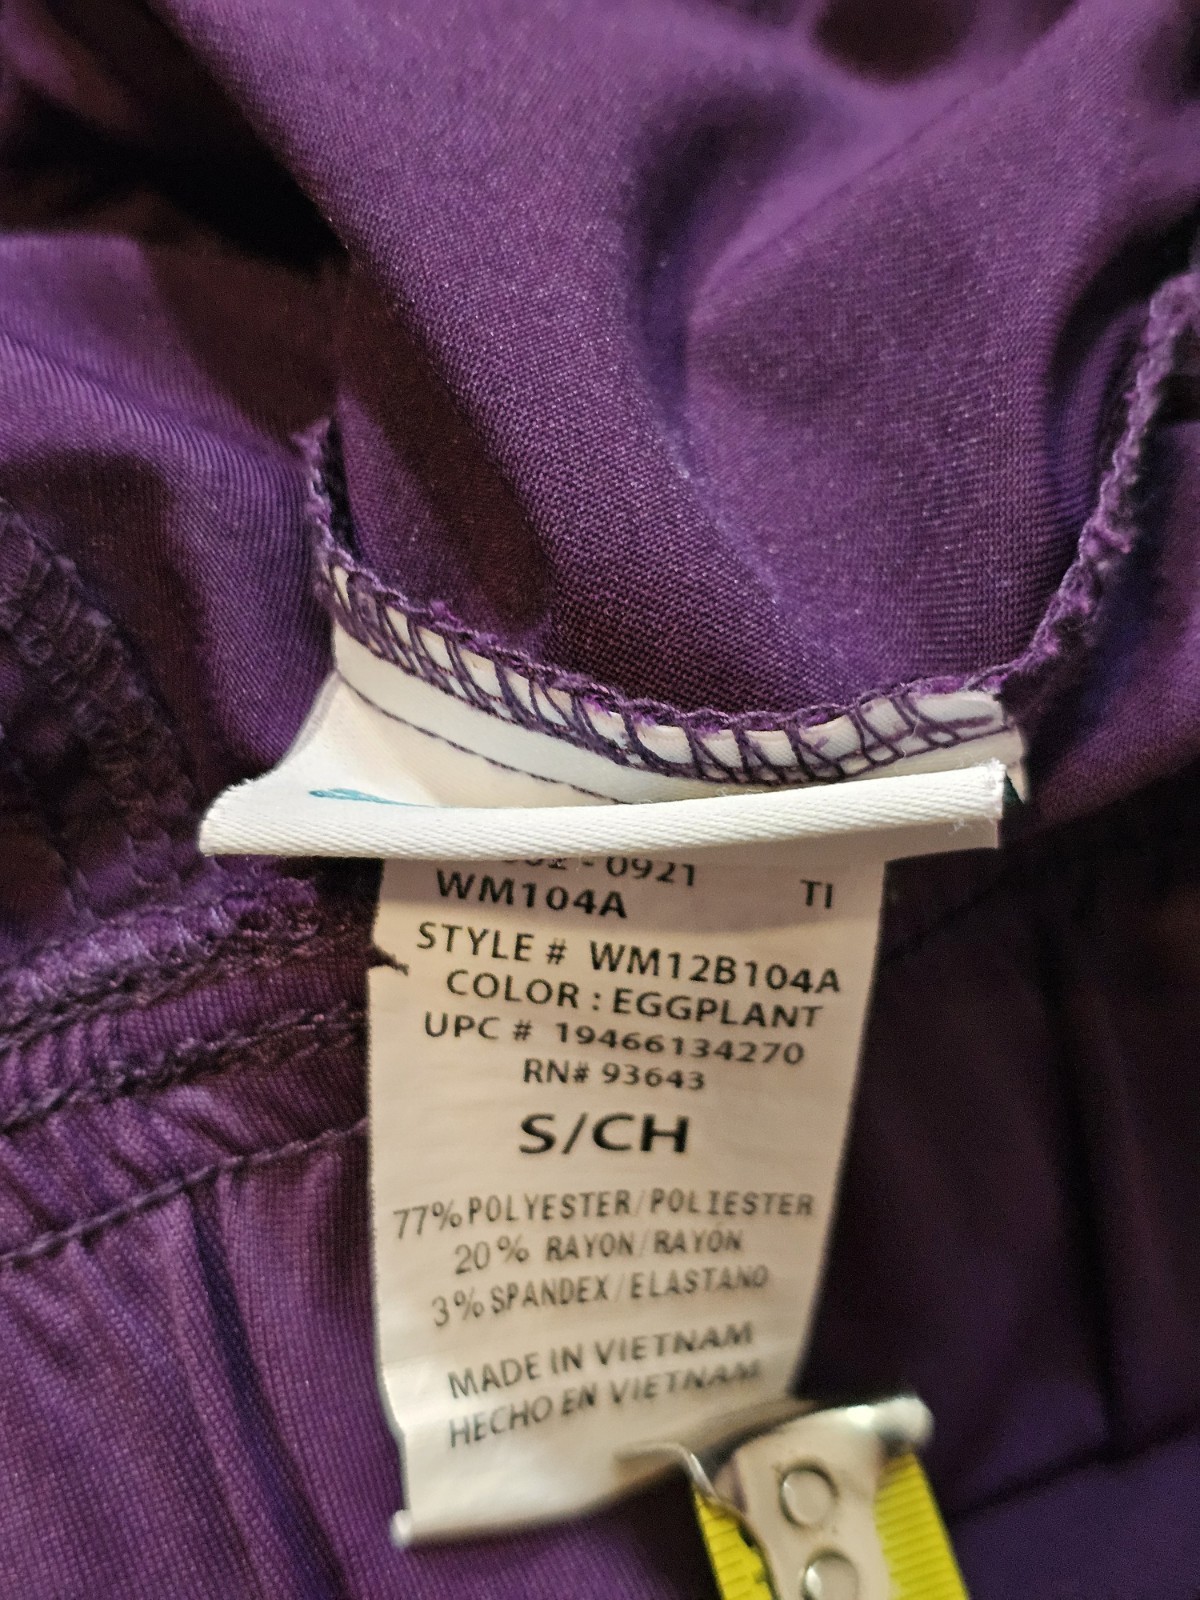 - 0921
TI
WM104A
STYLE # WM12B104A
COLOR : EGGPLANT
UPC # 19466134270
RN# 93643
S/CH
77% POLYESTER/POLIESTER
20% RAYON/RAYÓN
3% SPANDEX/ELASTANO
MADE IN VIETNAM
HECHO EN VIETNAM